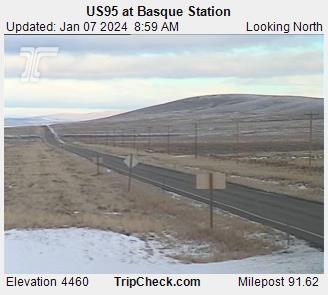 US95 at Basque Station
Updated: Jan 07 2024 8:59 AM Looking North
Elevation 4460 TripCheck.com Milepost 91.62